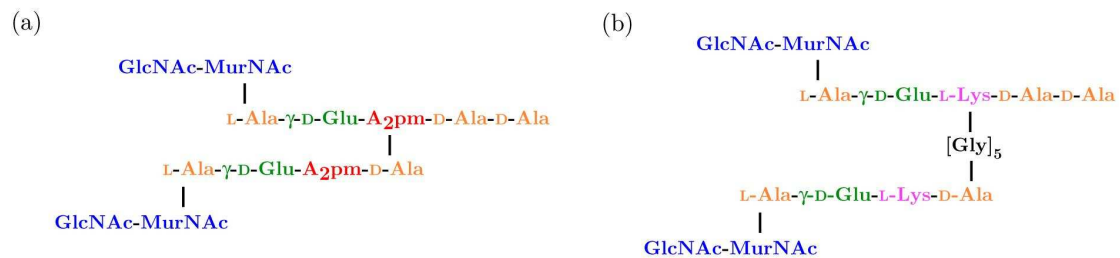 (a)
GlcNAc-MurNAc
L-Ala-γ-D-Glu-A₂pm-D-Ala-D-Ala
L-Ala-γ-D-Glu-A₂pm-D-Ala
GlcNAc-MurNAc
(b)
GlcNAc-MurNAc
L-Ala-γ-D-Glu-L-Lys-D-Ala-D-Ala
[Gly]₅
L-Ala-γ-D-Glu-L-Lys-D-Ala
GlcNAc-MurNAc